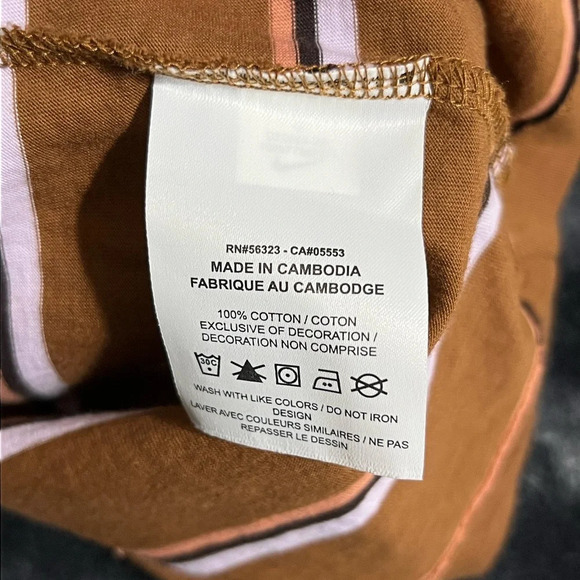 RN#56323 - CA#05553
MADE IN CAMBODIA
FABRIQUE AU CAMBODGE
100% COTTON / COTON
EXCLUSIVE OF DECORATION /
DECORATION NON COMPRISE
30C
WASH WITH LIKE COLORS / DO NOT IRON
DESIGN
LAVER AVEC COULEURS SIMILAIRES / NE PAS
REPASSER LE DESSIN